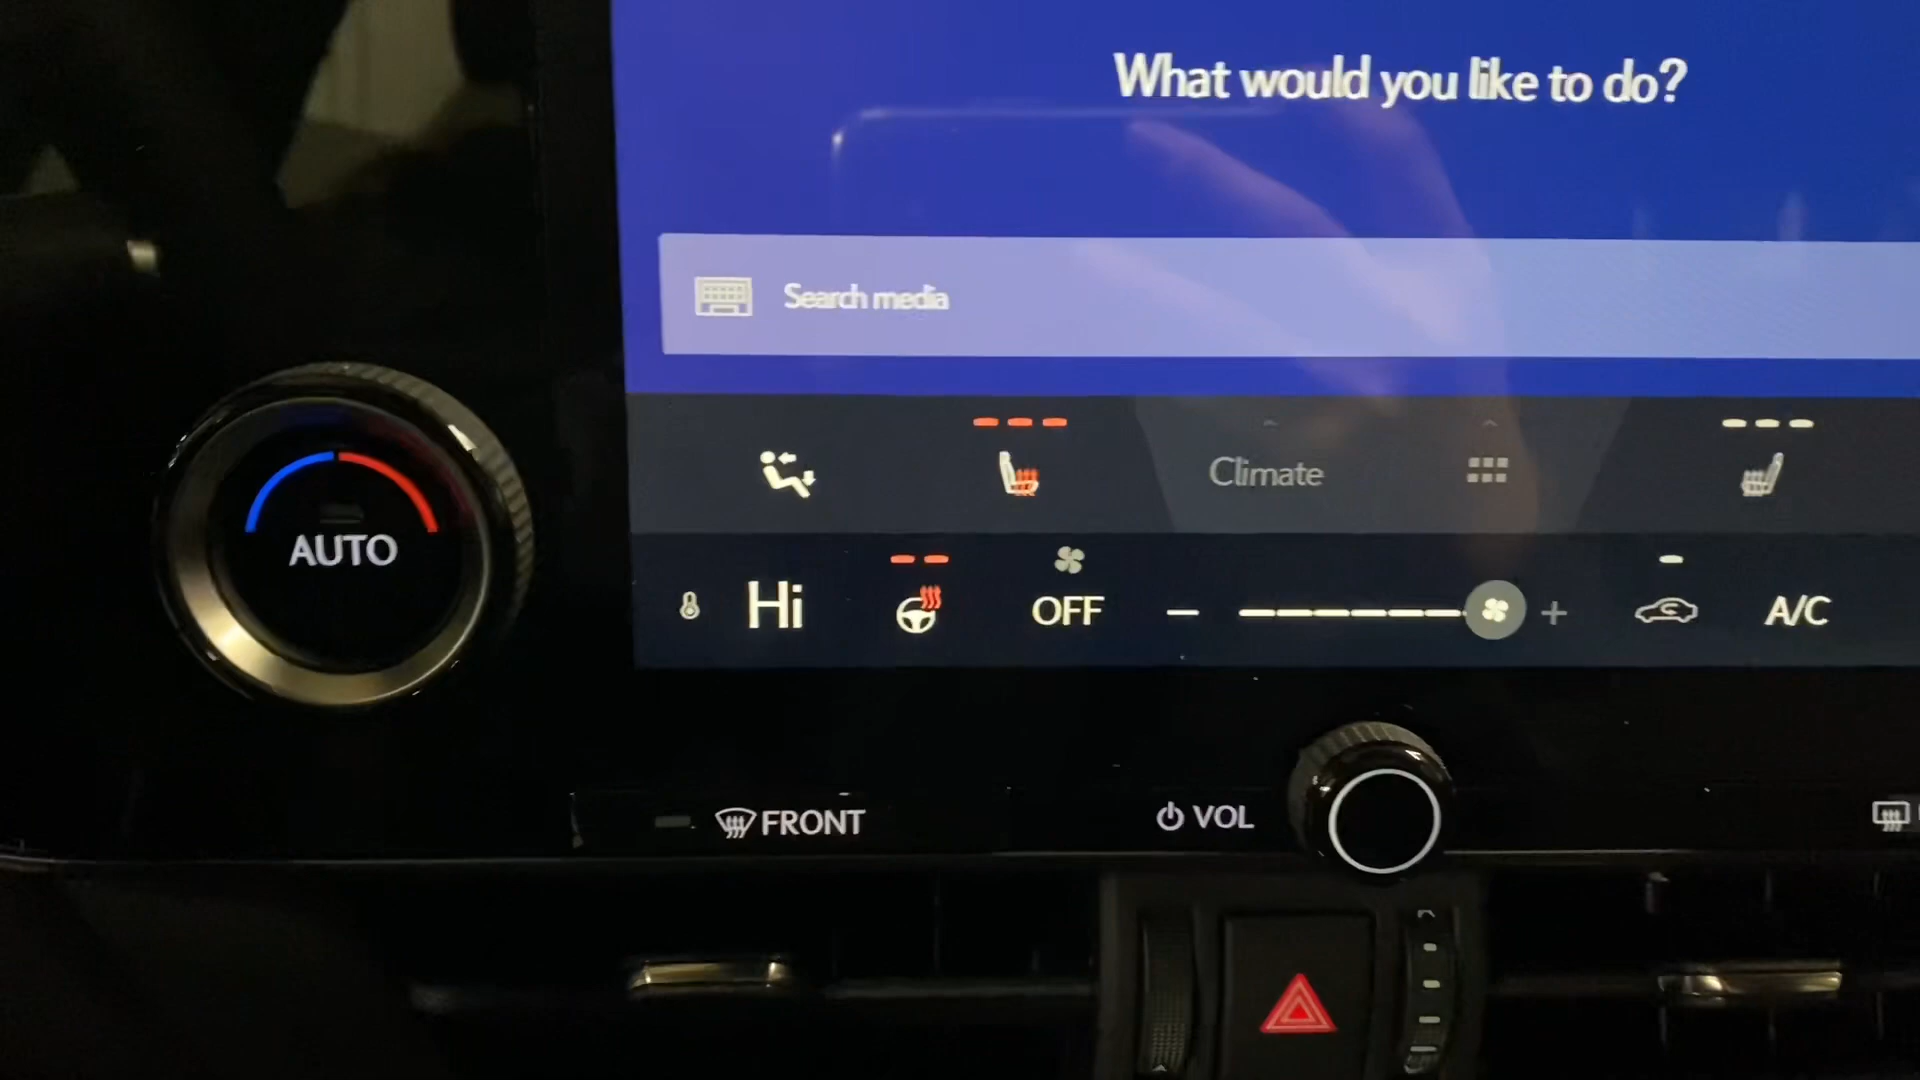 What would you like to do?
Search media
Climate
AUTO
Hi
OFF
A/C
FRONT
VOL